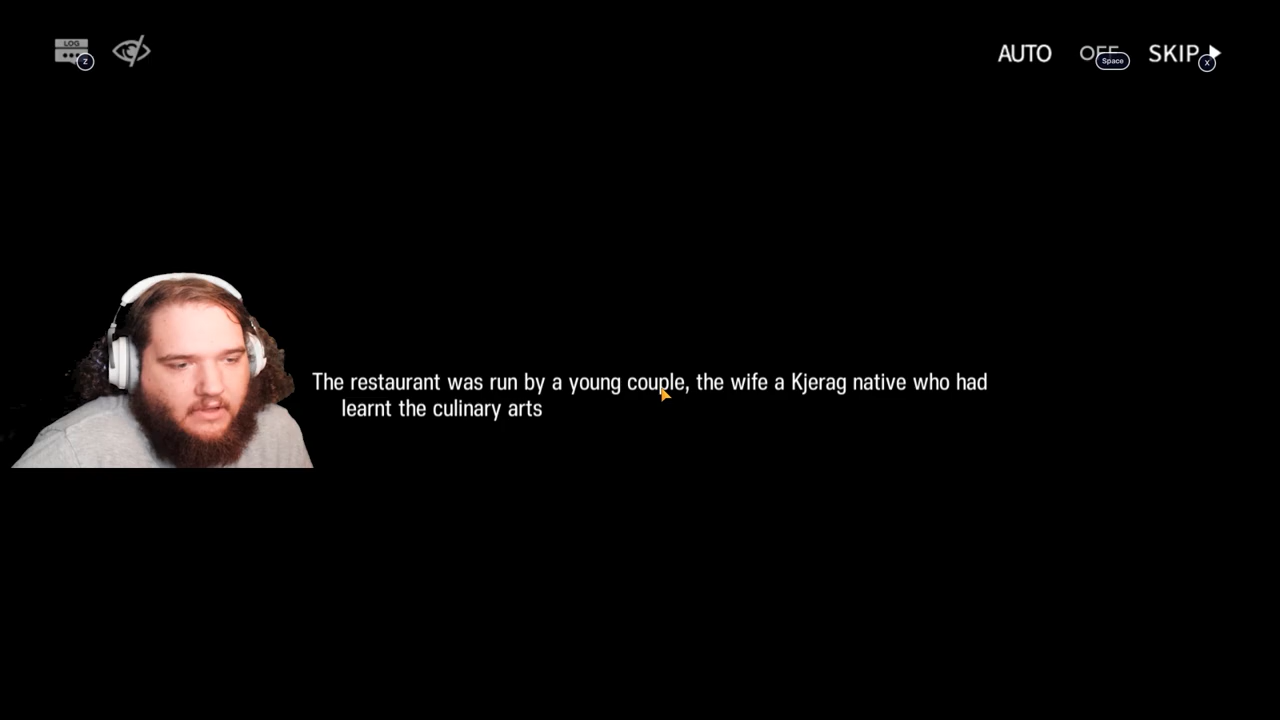 LOG
Z
AUTO
OFF
Space
SKIP
X
The restaurant was run by a young couple, the wife a Kjerag native who had
learnt the culinary arts